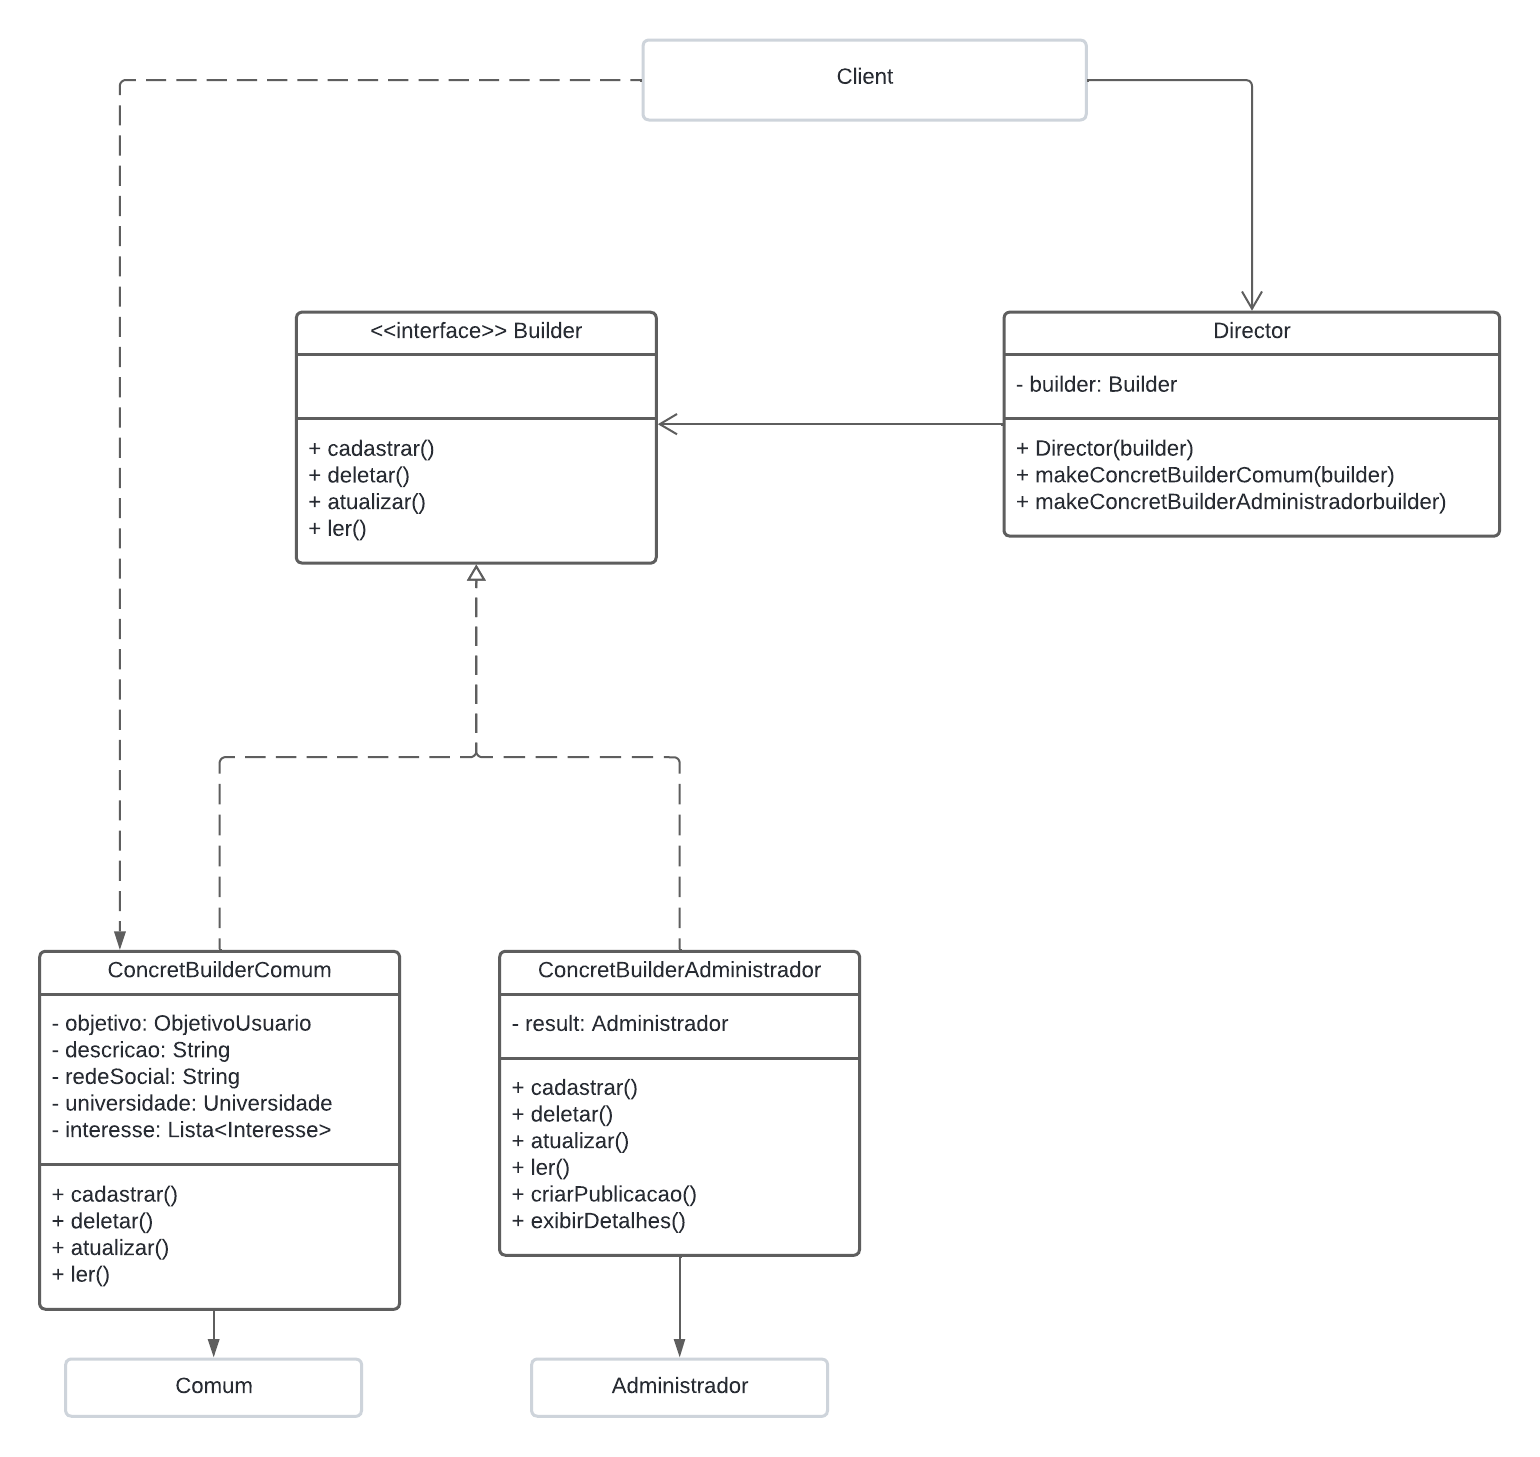 Client
<<interface>> Builder
+ cadastrar()
+ deletar()
+ atualizar()
+ ler()
Director
- builder: Builder
+ Director(builder)
+ makeConcretBuilderComum(builder)
+ makeConcretBuilderAdministradorbuilder)
ConcretBuilderComum
- objetivo: ObjetivoUsuario
- descricao: String
- redeSocial: String
- universidade: Universidade
- interesse: Lista<Interesse>
+ cadastrar()
+ deletar()
+ atualizar()
+ ler()
ConcretBuilderAdministrador
- result: Administrador
+ cadastrar()
+ deletar()
+ atualizar()
+ ler()
+ criarPublicacao()
+ exibirDetalhes()
Comum
Administrador